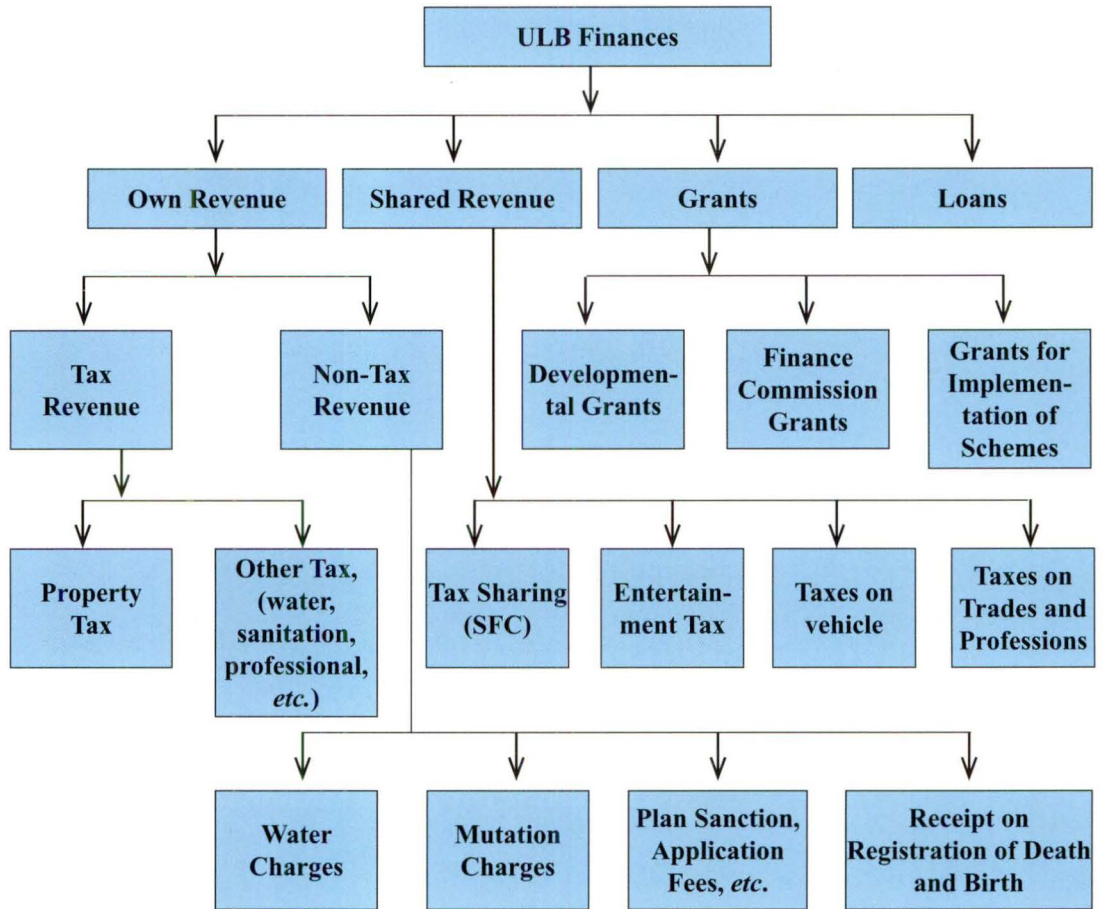 ULB Finances
Own Revenue
Shared Revenue
Grants
Loans
Tax
Revenue
Non-Tax
Revenue
Developmen-
tal Grants
Finance
Commission
Grants
Grants for
Implemen-
tation of
Schemes
Property
Tax
Other Tax,
(water,
sanitation,
professional,
etc.)
Tax Sharing
(SFC)
Entertain-
ment Tax
Taxes on
vehicle
Taxes on
Trades and
Professions
Water
Charges
Mutation
Charges
Plan Sanction,
Application
Fees, etc.
Receipt on
Registration of Death
and Birth